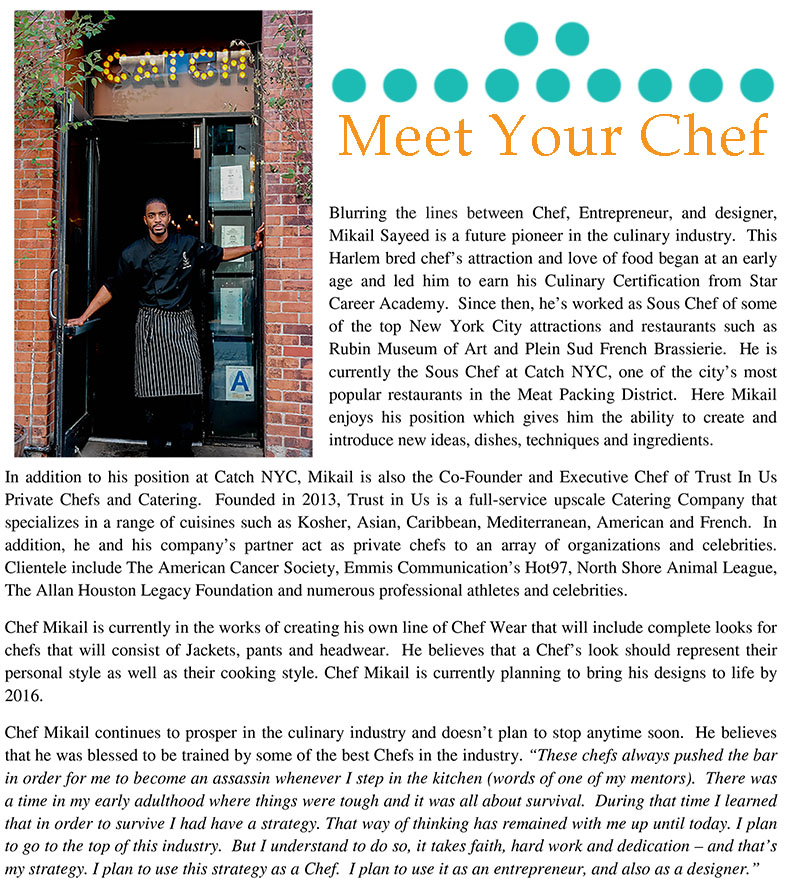 CATCH
A
Meet Your Chef
Blurring the lines between Chef, Entrepreneur, and designer,
Mikail Sayeed is a future pioneer in the culinary industry. This
Harlem bred chef's attraction and love of food began at an early
age and led him to earn his Culinary Certification from Star
Career Academy. Since then, he's worked as Sous Chef of some
of the top New York City attractions and restaurants such as
Rubin Museum of Art and Plein Sud French Brassierie. He is
currently the Sous Chef at Catch NYC, one of the city's most
popular restaurants in the Meat Packing District. Here Mikail
enjoys his position which gives him the ability to create and
introduce new ideas, dishes, techniques and ingredients.
In addition to his position at Catch NYC, Mikail is also the Co-Founder and Executive Chef of Trust In Us
Private Chefs and Catering. Founded in 2013, Trust in Us is a full-service upscale Catering Company that
specializes in a range of cuisines such as Kosher, Asian, Caribbean, Mediterranean, American and French. In
addition, he and his company's partner act as private chefs to an array of organizations and celebrities.
Clientele include The American Cancer Society, Emmis Communication's Hot97, North Shore Animal League,
The Allan Houston Legacy Foundation and numerous professional athletes and celebrities.
Chef Mikail is currently in the works of creating his own line of Chef Wear that will include complete looks for
chefs that will consist of Jackets, pants and headwear. He believes that a Chef's look should represent their
personal style as well as their cooking style. Chef Mikail is currently planning to bring his designs to life by
2016.
Chef Mikail continues to prosper in the culinary industry and doesn't plan to stop anytime soon. He believes
that he was blessed to be trained by some of the best Chefs in the industry. “These chefs always pushed the bar
in order for me to become an assassin whenever I step in the kitchen (words of one of my mentors). There was
a time in my early adulthood where things were tough and it was all about survival. During that time I learned
that in order to survive I had have a strategy. That way of thinking has remained with me up until today. I plan
to go to the top of this industry. But I understand to do so, it takes faith, hard work and dedication – and that's
my strategy. I plan to use this strategy as a Chef. I plan to use it as an entrepreneur, and also as a designer.”